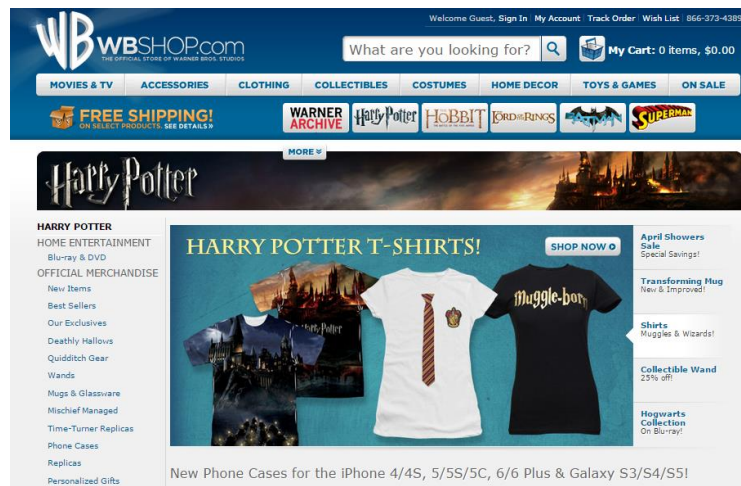 Welcome Guest, Sign In My Account Track Order Wish List 866-373-4389
WB WBSHOP.com
THE OFFICIAL STORE OF WARNER BROS. STUDIOS
What are you looking for?
My Cart: 0 items, $0.00
MOVIES & TV ACCESSORIES CLOTHING COLLECTIBLES COSTUMES HOME DECOR TOYS & GAMES ON SALE
FREE SHIPPING!
ON SELECT PRODUCTS. SEE DETAILS »
WARNER ARCHIVE
Harry Potter
THE HOBBIT
LORD OF THE RINGS
BATMAN
SUPERMAN
MORE
Harry Potter
HARRY POTTER
HOME ENTERTAINMENT
Blu-ray & DVD
OFFICIAL MERCHANDISE
New Items
Best Sellers
Our Exclusives
Deathly Hallows
Quidditch Gear
Wands
Mugs & Glassware
Mischief Managed
Time-Turner Replicas
Phone Cases
Replicas
Personalized Gifts
HARRY POTTER T-SHIRTS!
SHOP NOW
Harry Potter
Muggle-born
April Showers
Sale
Special Savings!
Transforming Mug
New & Improved!
Shirts
Muggles & Wizards!
Collectible Wand
25% off!
Hogwarts
Collection
On Blu-ray!
New Phone Cases for the iPhone 4/4S, 5/5S/5C, 6/6 Plus & Galaxy S3/S4/S5!